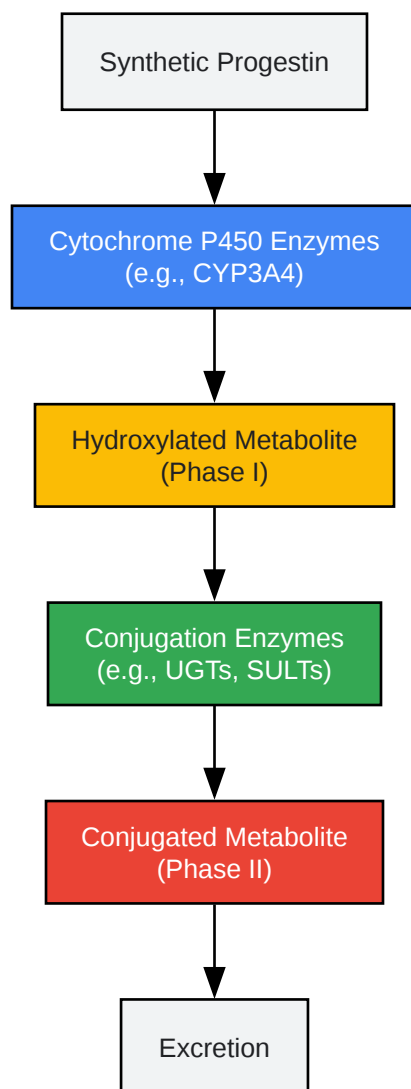 Synthetic Progestin
Cytochrome P450 Enzymes
(e.g., CYP3A4)
Hydroxylated Metabolite
(Phase I)
Conjugation Enzymes
(e.g., UGTs, SULTs)
Conjugated Metabolite
(Phase II)
Excretion